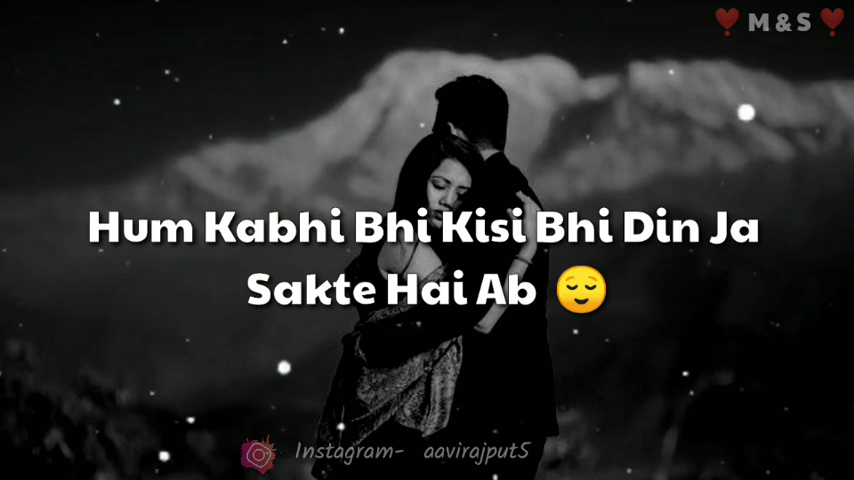 ❣️ M & S ❣️
Hum Kabhi Bhi Kisi Bhi Din Ja
Sakte Hai Ab 😌
Instagram- aavirajput5